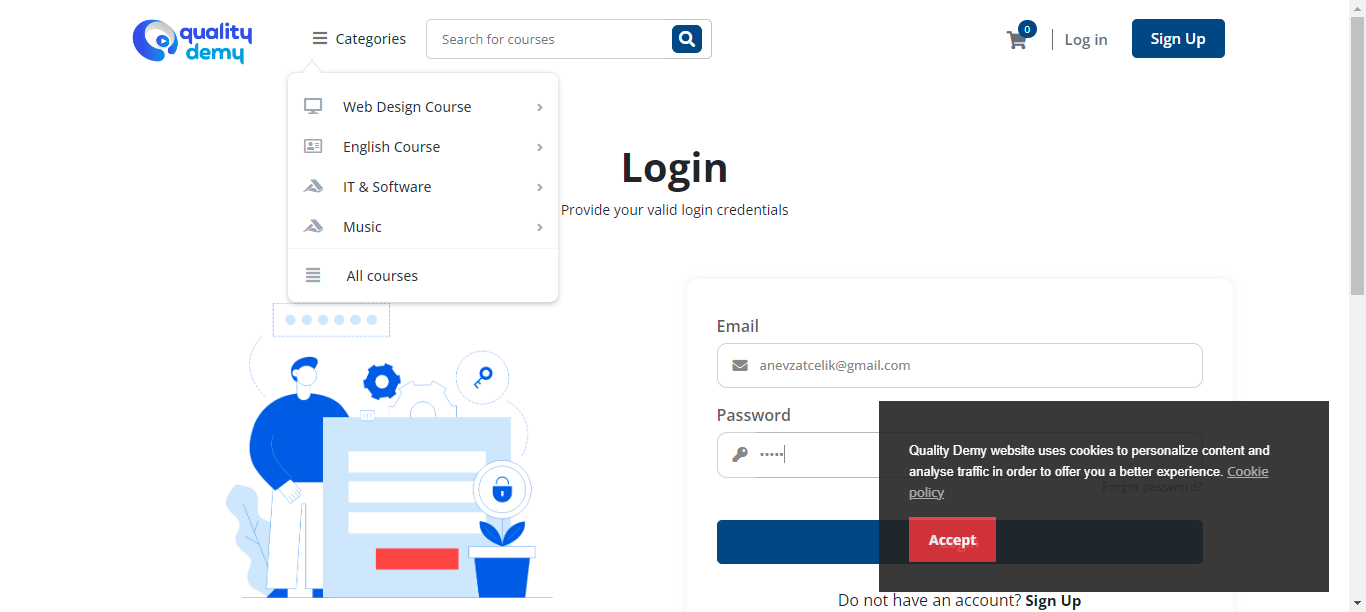 quality
demy
Categories
Search for courses
0
Log in
Sign Up
Web Design Course
English Course
IT & Software
Music
All courses
Login
Provide your valid login credentials
Email
anevzatcelik@gmail.com
Password
•••••
Forgot password?
Quality Demy website uses cookies to personalize content and
analyse traffic in order to offer you a better experience. Cookie
policy
Accept
Do not have an account? Sign Up